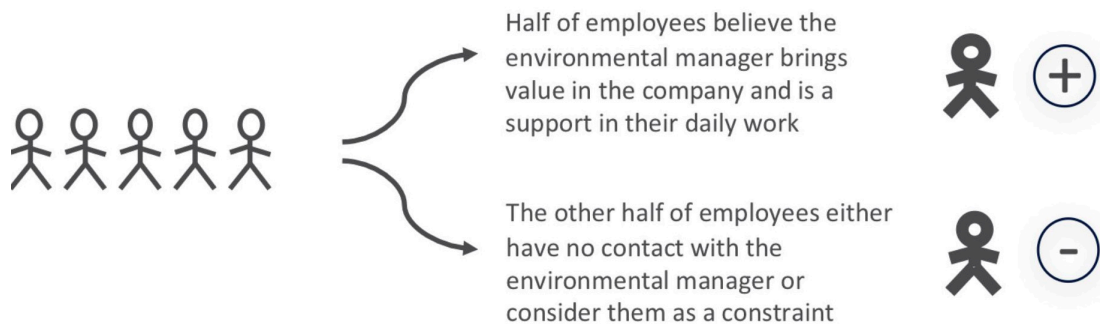 Half of employees believe the
environmental manager brings
value in the company and is a
support in their daily work
+
The other half of employees either
have no contact with the
environmental manager or
consider them as a constraint
-